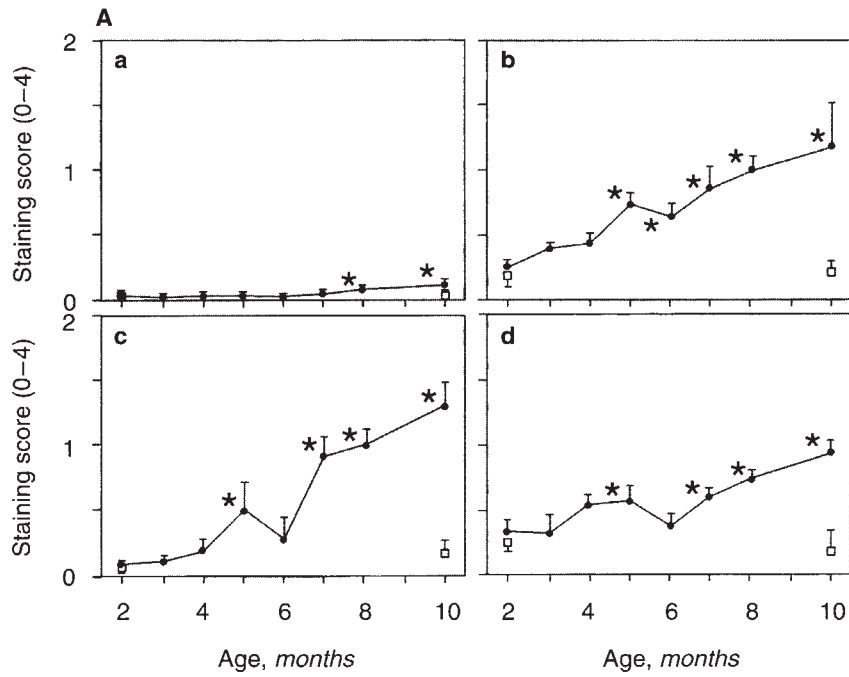 A
a
b
Staining score (0–4)
2
1
0
* *
* * * * *
c
d
Staining score (0–4)
2
1
0
* * * *
* * * *
2 4 6 8 10
2 4 6 8 10
Age, months
Age, months